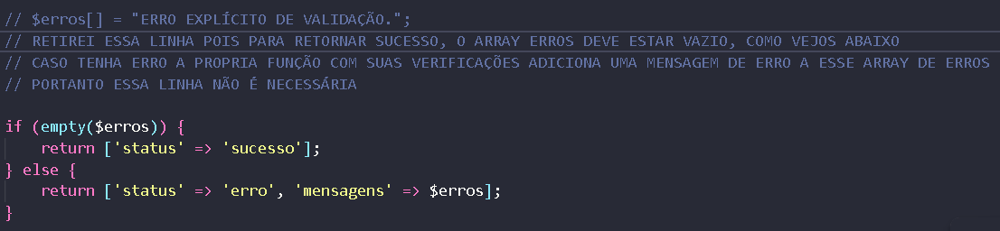 // $erros[] = "ERRO EXPLÍCITO DE VALIDAÇÃO.";
// RETIREI ESSA LINHA POIS PARA RETORNAR SUCESSO, O ARRAY ERROS DEVE ESTAR VAZIO, COMO VEJOS ABAIXO
// CASO TENHA ERRO A PROPRIA FUNÇÃO COM SUAS VERIFICAÇÕES ADICIONA UMA MENSAGEM DE ERRO A ESSE ARRAY DE ERROS
// PORTANTO ESSA LINHA NÃO É NECESSÁRIA

if (empty($erros)) {
    return ['status' => 'sucesso'];
} else {
    return ['status' => 'erro', 'mensagens' => $erros];
}